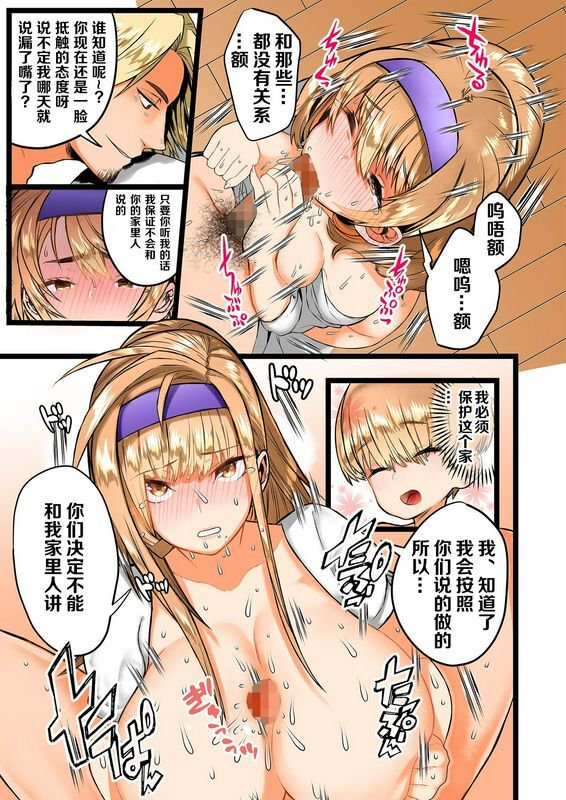 和那些…
都没有关系
…额
谁知道呢~?
你现在还是一脸
抵触的态度呀
说不定我哪天就
说漏了嘴了?
呜唔额
嗯呜…额
只要你听我的话
我保证不会和
你的家里人
说的
我必须
保护这个家
…
我、知道了
我会按照
你们说的做的
所以…
你们决定不能
和我家里人讲